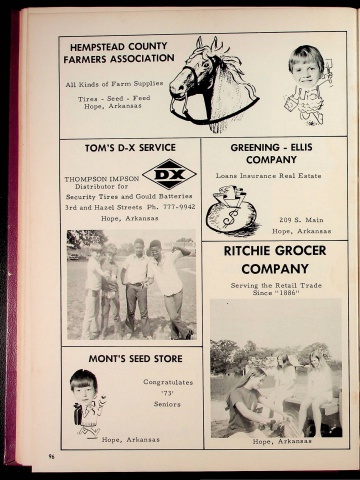 HEMPSTEAD COUNTY
FARMERS ASSOCIATION
All Kinds of Farm Supplies
Tires - Seed - Feed
Hope, Arkansas
TOM'S D-X SERVICE
THOMPSON IMPSON
Distributor for
DX
Security Tires and Gould Batteries
3rd and Hazel Streets Ph. 777-9942
Hope, Arkansas
GREENING - ELLIS
COMPANY
Loans Insurance Real Estate
$
209 S. Main
Hope, Arkansas
RITCHIE GROCER
COMPANY
Serving the Retail Trade
Since "1886"
Hope, Arkansas
MONT'S SEED STORE
Congratulates
'73'
Seniors
Hope, Arkansas
96